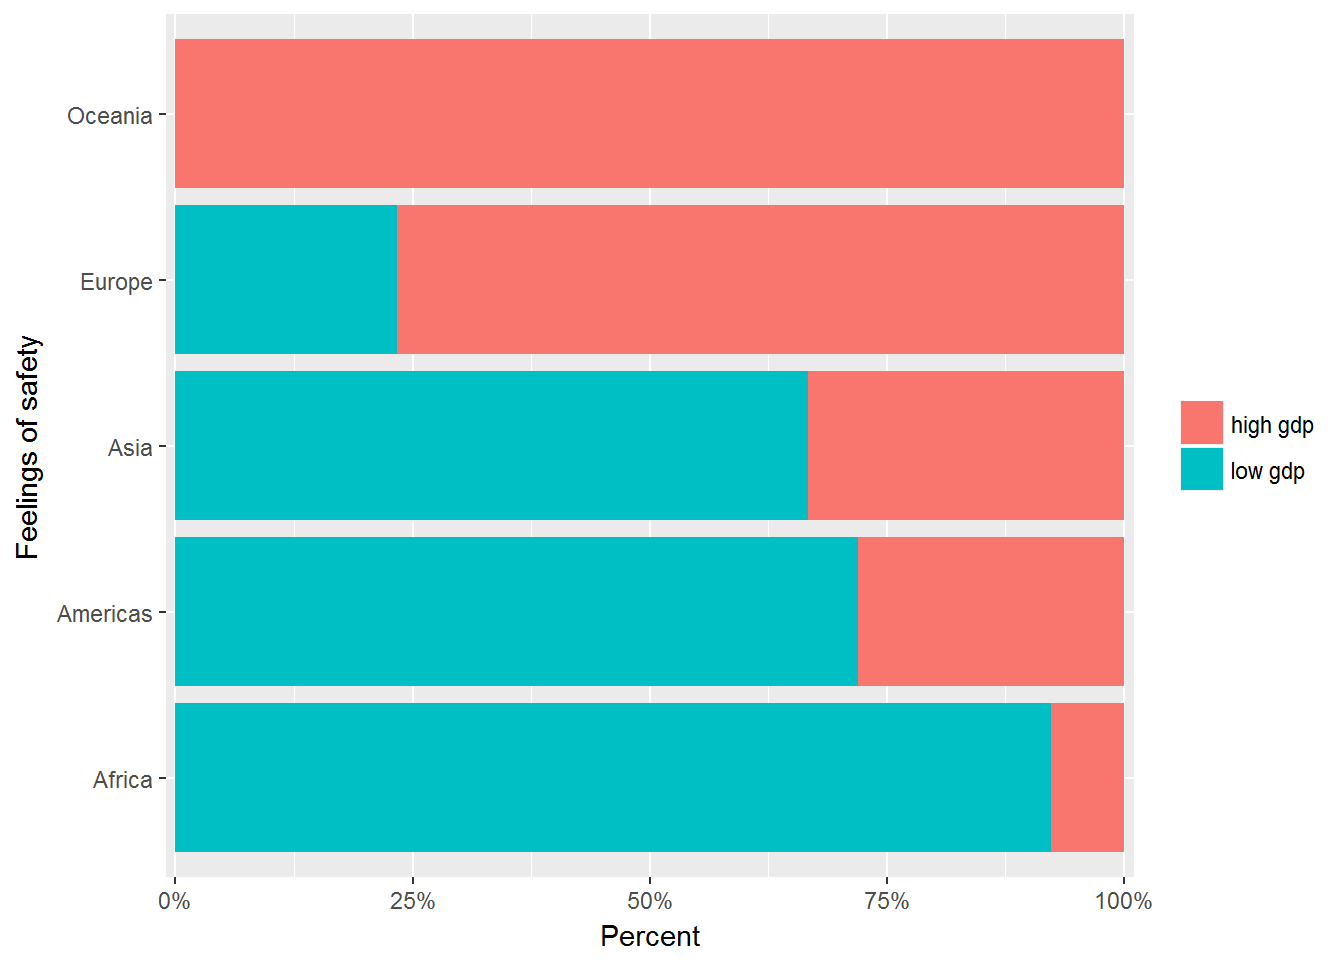 Oceania
Europe
Asia
Americas
Africa
Feelings of safety
0%
25%
50%
75%
100%
Percent
high gdp
low gdp